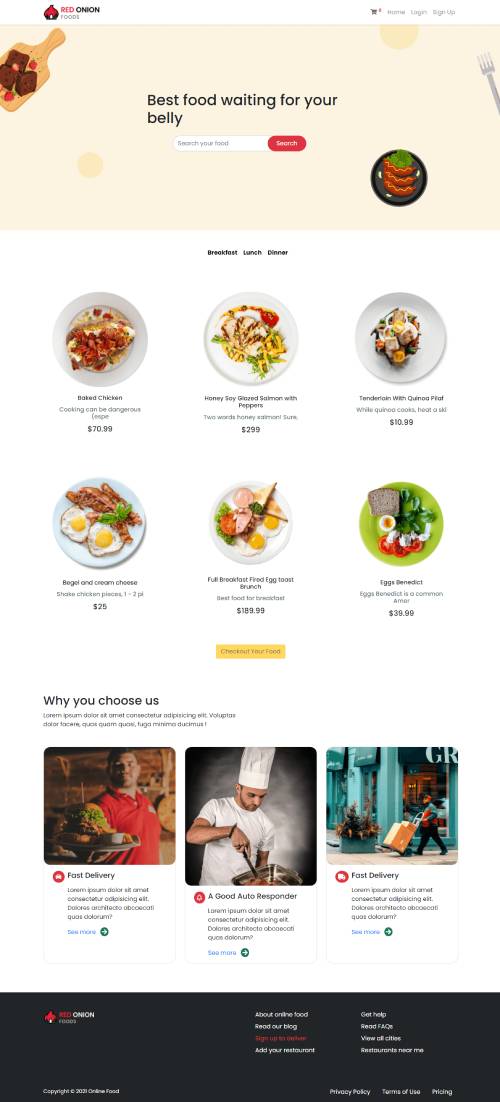 RED ONION
FOODS
0 Home Login Sign Up
Best food waiting for your
belly
Search your food Search
Breakfast Lunch Dinner
Baked Chicken
Cooking can be dangerous
(espe
$70.99
Honey Soy Glazed Salmon with
Peppers
Two words honey salmon! Sure,
$299
Tenderloin With Quinoa Pilaf
While quinoa cooks, heat a ski
$10.99
Begel and cream cheese
Shake chicken pieces, 1 - 2 pi
$25
Full Breakfast Fired Egg toast
Brunch
Best food for breakfast
$189.99
Eggs Benedict
Eggs Benedict is a common
Amer
$39.99
Checkout Your Food
Why you choose us
Lorem ipsum dolor sit amet consectetur adipisicing elit. Voluptas
dolor facere, quas quam quasi, fuga minima ducimus !
Fast Delivery
Lorem ipsum dolor sit amet
consectetur adipisicing elit.
Dolores architecto obcaecati
quas dolorum?
See more
A Good Auto Responder
Lorem ipsum dolor sit amet
consectetur adipisicing elit.
Dolores architecto obcaecati
quas dolorum?
See more
GR
Fast Delivery
Lorem ipsum dolor sit amet
consectetur adipisicing elit.
Dolores architecto obcaecati
quas dolorum?
See more
RED ONION
FOODS
About online food
Read our blog
Sign up to deliver
Add your restaurant
Get help
Read FAQs
View all cities
Restaurants near me
Copyright © 2021 Online Food
Privacy Policy Terms of Use Pricing